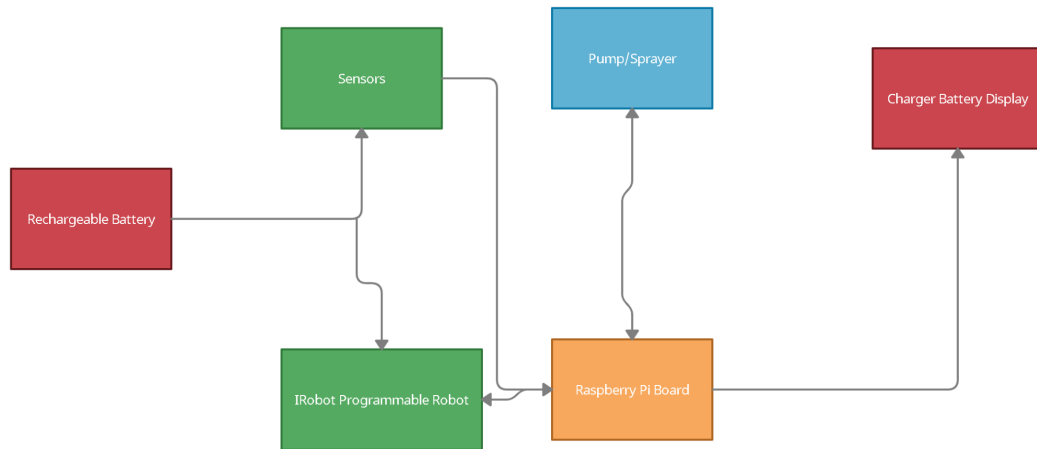 Pump/Sprayer
Sensors
Charger Battery Display
Rechargeable Battery
Raspberry Pi Board
IRobot Programmable Robot